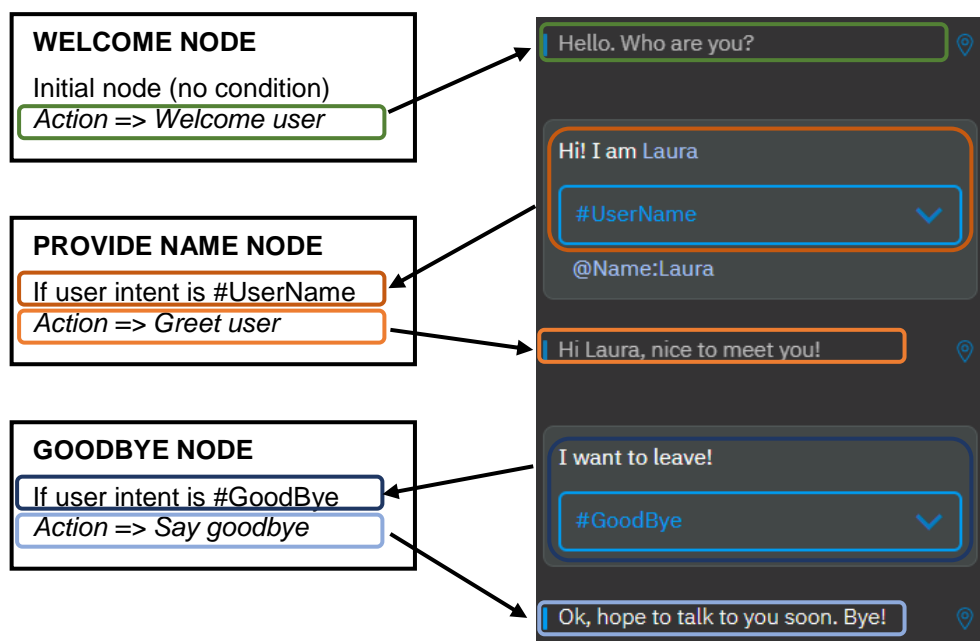 WELCOME NODE
Initial node (no condition)
Action => Welcome user
PROVIDE NAME NODE
If user intent is #UserName
Action => Greet user
GOODBYE NODE
If user intent is #GoodBye
Action => Say goodbye
Hello. Who are you?
Hi! I am Laura
#UserName
@Name:Laura
Hi Laura, nice to meet you!
I want to leave!
#GoodBye
Ok, hope to talk to you soon. Bye!